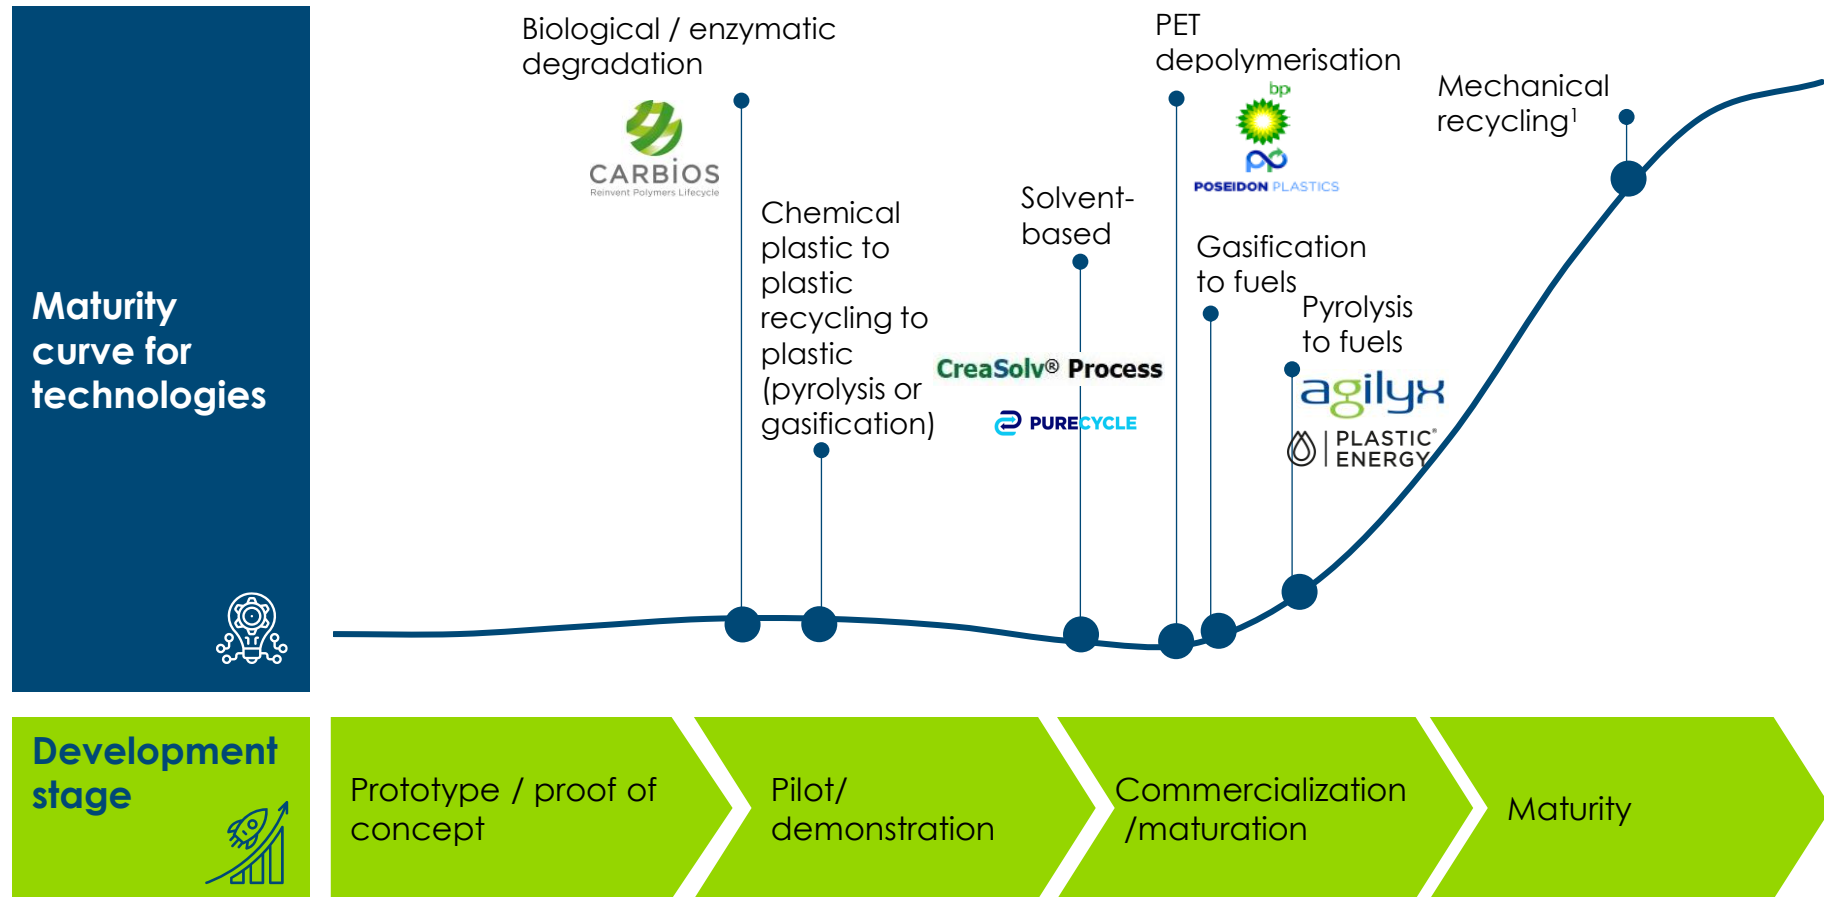 Maturity
curve for
technologies
Biological / enzymatic
degradation
CARBIOS
Reinvent Polymers Lifecycle
Chemical
plastic to
plastic
recycling to
plastic
(pyrolysis or
gasification)
Solvent-
based
CreaSolv® Process
PURECYCLE
PET
depolymerisation
bp
POSEIDON PLASTICS
Gasification
to fuels
Pyrolysis
to fuels
agilyx
PLASTIC®
ENERGY
Mechanical
recycling¹
Development
stage
Prototype / proof of
concept
Pilot/
demonstration
Commercialization
/maturation
Maturity